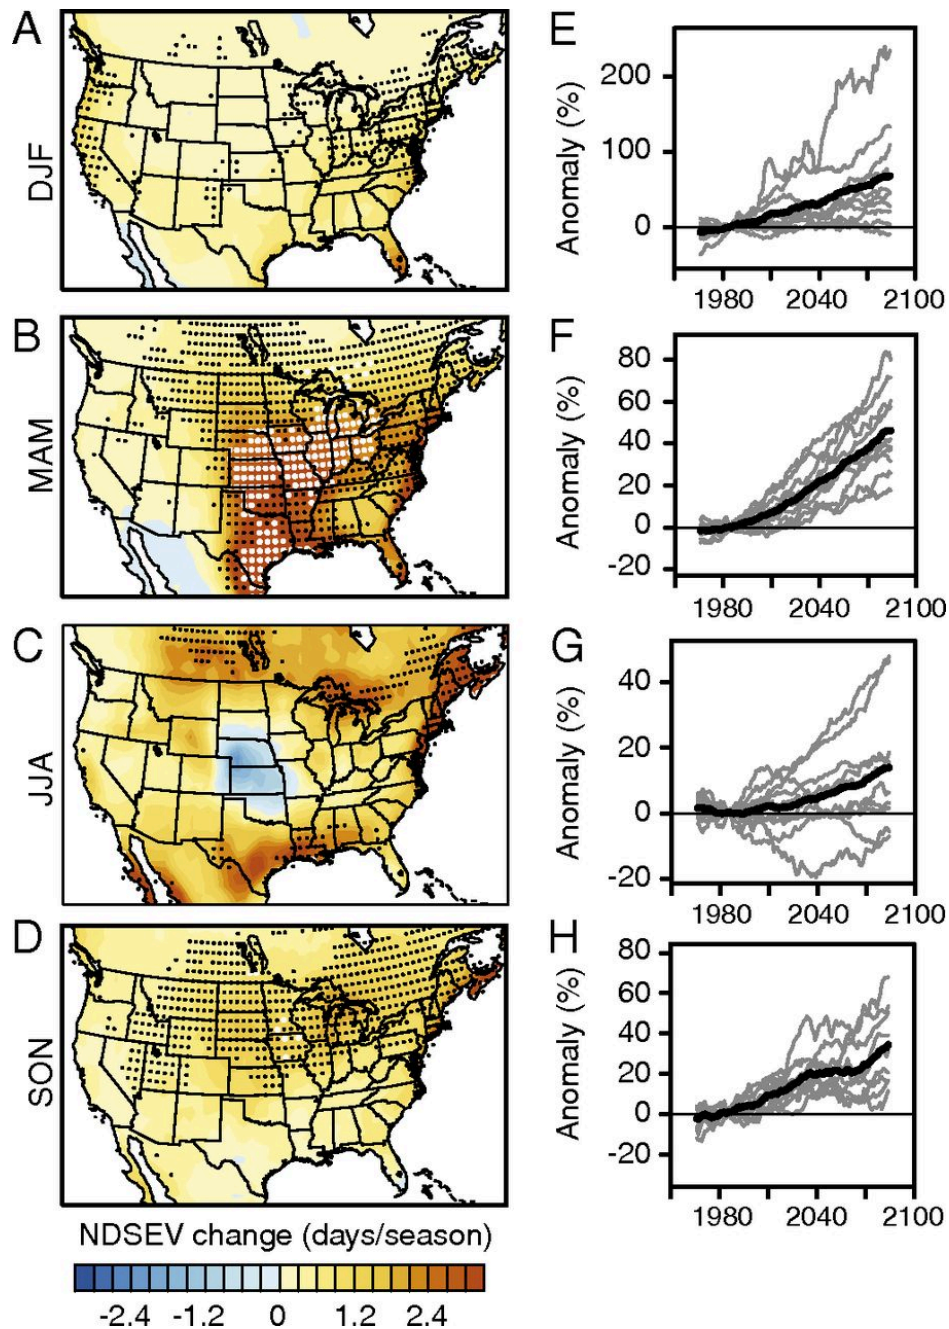 A
DJF
B
MAM
C
JJA
D
SON
NDSEV change (days/season)
-2.4 -1.2 0 1.2 2.4
E
Anomaly (%)
200
100
0
1980 2040 2100
F
Anomaly (%)
80
60
40
20
0
-20
1980 2040 2100
G
Anomaly (%)
40
20
0
-20
1980 2040 2100
H
Anomaly (%)
80
60
40
20
0
-20
1980 2040 2100